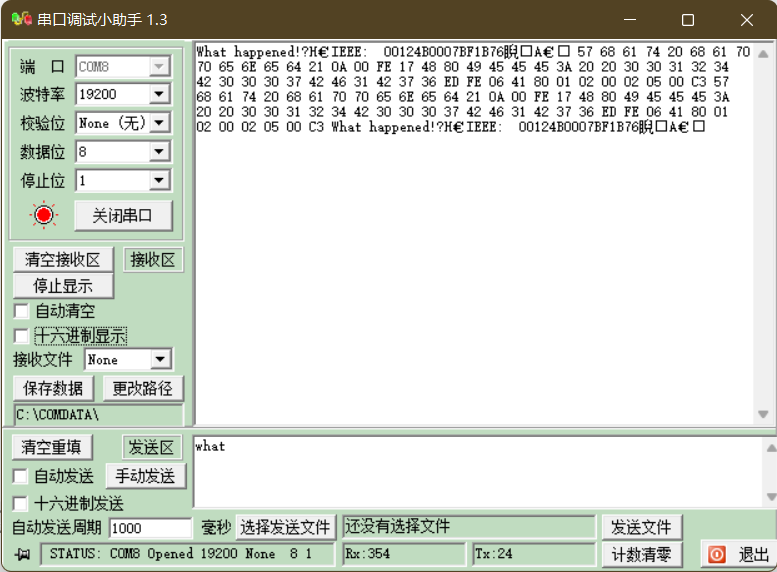 串口调试小助手 1.3
端 口 COM8
波特率 19200
校验位 None (无)
数据位 8
停止位 1
关闭串口
清空接收区 接收区
停止显示
自动清空
十六进制显示
接收文件 None
保存数据 更改路径
C:\COMDATA\
What happened!?H€IEEE: 00124B0007BF1B76睨□A€□ 57 68 61 74 20 68 61 70
70 65 6E 65 64 21 0A 00 FE 17 48 80 49 45 45 45 3A 20 20 30 30 31 32 34
42 30 30 30 37 42 46 31 42 37 36 ED FE 06 41 80 01 02 00 02 05 00 C3 57
68 61 74 20 68 61 70 70 65 6E 65 64 21 0A 00 FE 17 48 80 49 45 45 45 3A
20 20 30 30 31 32 34 42 30 30 30 37 42 46 31 42 37 36 ED FE 06 41 80 01
02 00 02 05 00 C3 What happened!?H€IEEE: 00124B0007BF1B76睨□A€□
清空重填 发送区
what
自动发送 手动发送
十六进制发送
自动发送周期 1000 毫秒 选择发送文件 还没有选择文件 发送文件
STATUS: COM8 Opened 19200 None 8 1 Rx:354 Tx:24 计数清零 退出